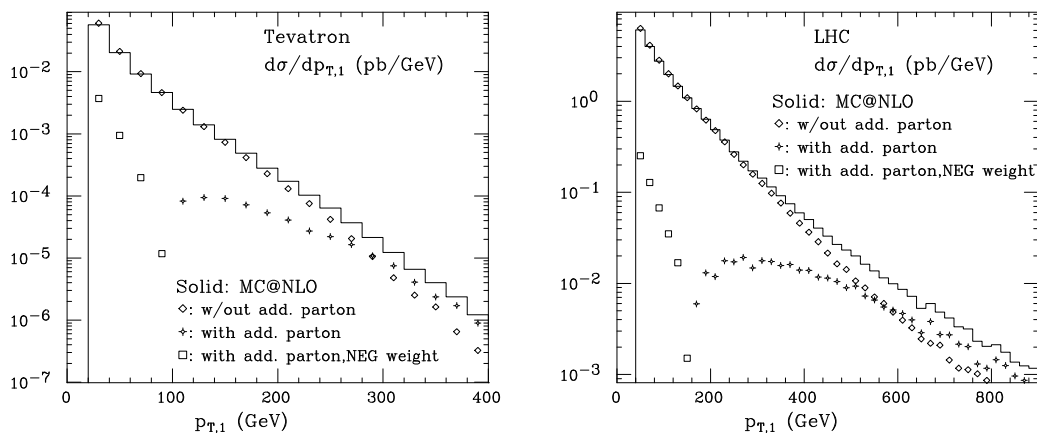 Tevatron
dσ/dp_{T,1} (pb/GeV)
10^{-2}
10^{-3}
10^{-4}
10^{-5}
10^{-6}
10^{-7}
Solid: MC@NLO
◇: w/out add. parton
✧: with add. parton
□: with add. parton,NEG weight
0 100 200 300 400
p_{T,1} (GeV)
LHC
dσ/dp_{T,1} (pb/GeV)
10^{0}
10^{-1}
10^{-2}
10^{-3}
Solid: MC@NLO
◇: w/out add. parton
✧: with add. parton
□: with add. parton,NEG weight
0 200 400 600 800
p_{T,1} (GeV)